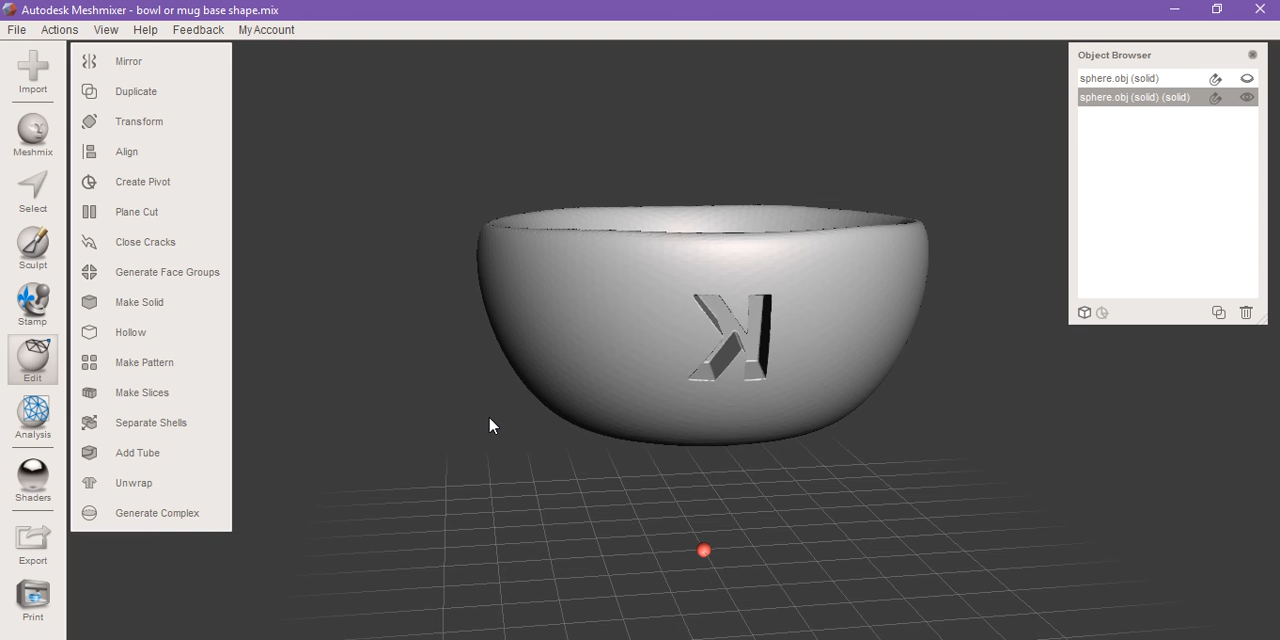 Autodesk Meshmixer - bowl or mug base shape.mix
File Actions View Help Feedback My Account
Import
Meshmix
Select
Sculpt
Stamp
Edit
Analysis
Shaders
Export
Print
Mirror
Duplicate
Transform
Align
Create Pivot
Plane Cut
Close Cracks
Generate Face Groups
Make Solid
Hollow
Make Pattern
Make Slices
Separate Shells
Add Tube
Unwrap
Generate Complex
K
Object Browser
sphere.obj (solid)
sphere.obj (solid) (solid)